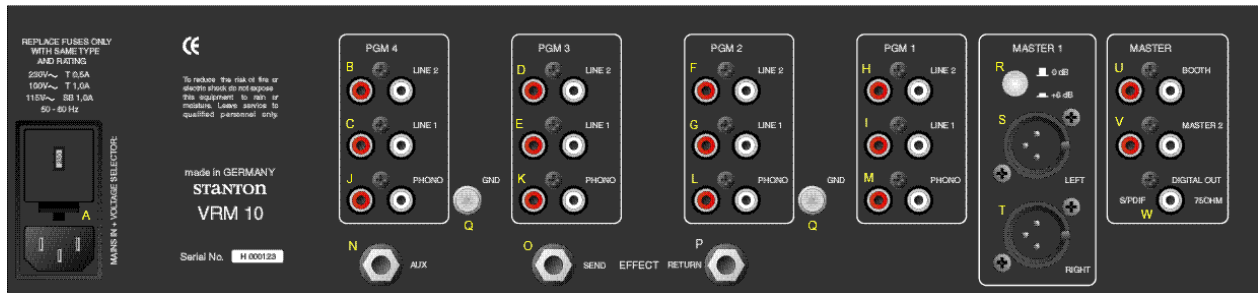 REPLACE FUSES ONLY
WITH SAME TYPE
AND RATING
230V~ T 0,5A
100V~ T 1,0A
115V~ SB 1,0A
50 - 60 Hz
A
MAINS IN + VOLTAGE SELECTOR:
CE
To reduce the risk of fire or
electric shock do not expose
this equipment to rain or
moisture. Leave service to
qualified personnel only.
made in GERMANY
STANTON
VRM 10
Serial No. H 000123
PGM 4
B LINE 2
C LINE 1
J PHONO
GND
Q
N AUX
PGM 3
D LINE 2
E LINE 1
K PHONO
O SEND EFFECT RETURN P
PGM 2
F LINE 2
G LINE 1
L PHONO
GND
Q
PGM 1
H LINE 2
I LINE 1
M PHONO
MASTER 1
R 0 dB
+6 dB
S
LEFT
T
RIGHT
MASTER
U BOOTH
V MASTER 2
DIGITAL OUT
S/PDIF W 75OHM